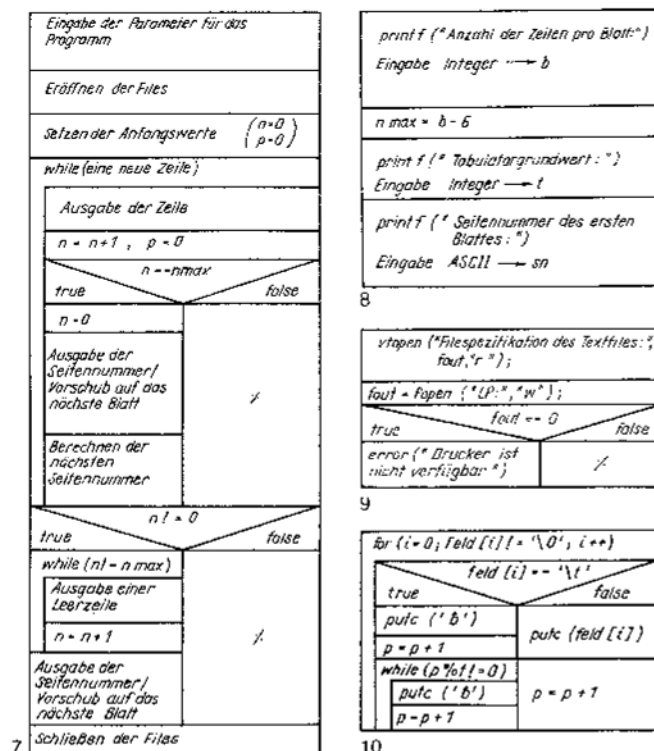 Eingabe der Parameter für das
Programm
Eröffnen der Files
Setzen der Anfangswerte (n=0
p=0)
while (eine neue Zeile)
Ausgabe der Zeile
n = n+1 , p = 0
n == nmax
true false
n = 0
Ausgabe der
Seitennummer/
Vorschub auf das
nächste Blatt
%
Berechnen der
nächsten
Seitennummer
n ! = 0
true false
while (n != n max)
Ausgabe einer
Leerzeile
n = n + 1
%
Ausgabe der
Seitennummer/
Vorschub auf das
nächste Blatt
Schließen der Files
7
print f ("Anzahl der Zeilen pro Blatt:")
Eingabe Integer → b
n max = b - 6
print f (" Tabulatorgrundwert : ")
Eingabe Integer → t
print f (" Seitennummer des ersten
Blattes : ")
Eingabe ASCII → sn
8
vtopen ("Filespezifikation des Textfiles:",
fout, "r ") ;
fout = fopen ("LP:", "w") ;
fout == 0
true false
error (" Drucker ist
nicht verfügbar ")
%
9
for (i=0; Feld [i] ! = '\0'; i++)
feld [i] == '\t'
true false
putc (' b')
putc (feld [i])
p = p + 1
while (p % t ! = 0)
putc (' b')
p = p + 1
p = p + 1
10